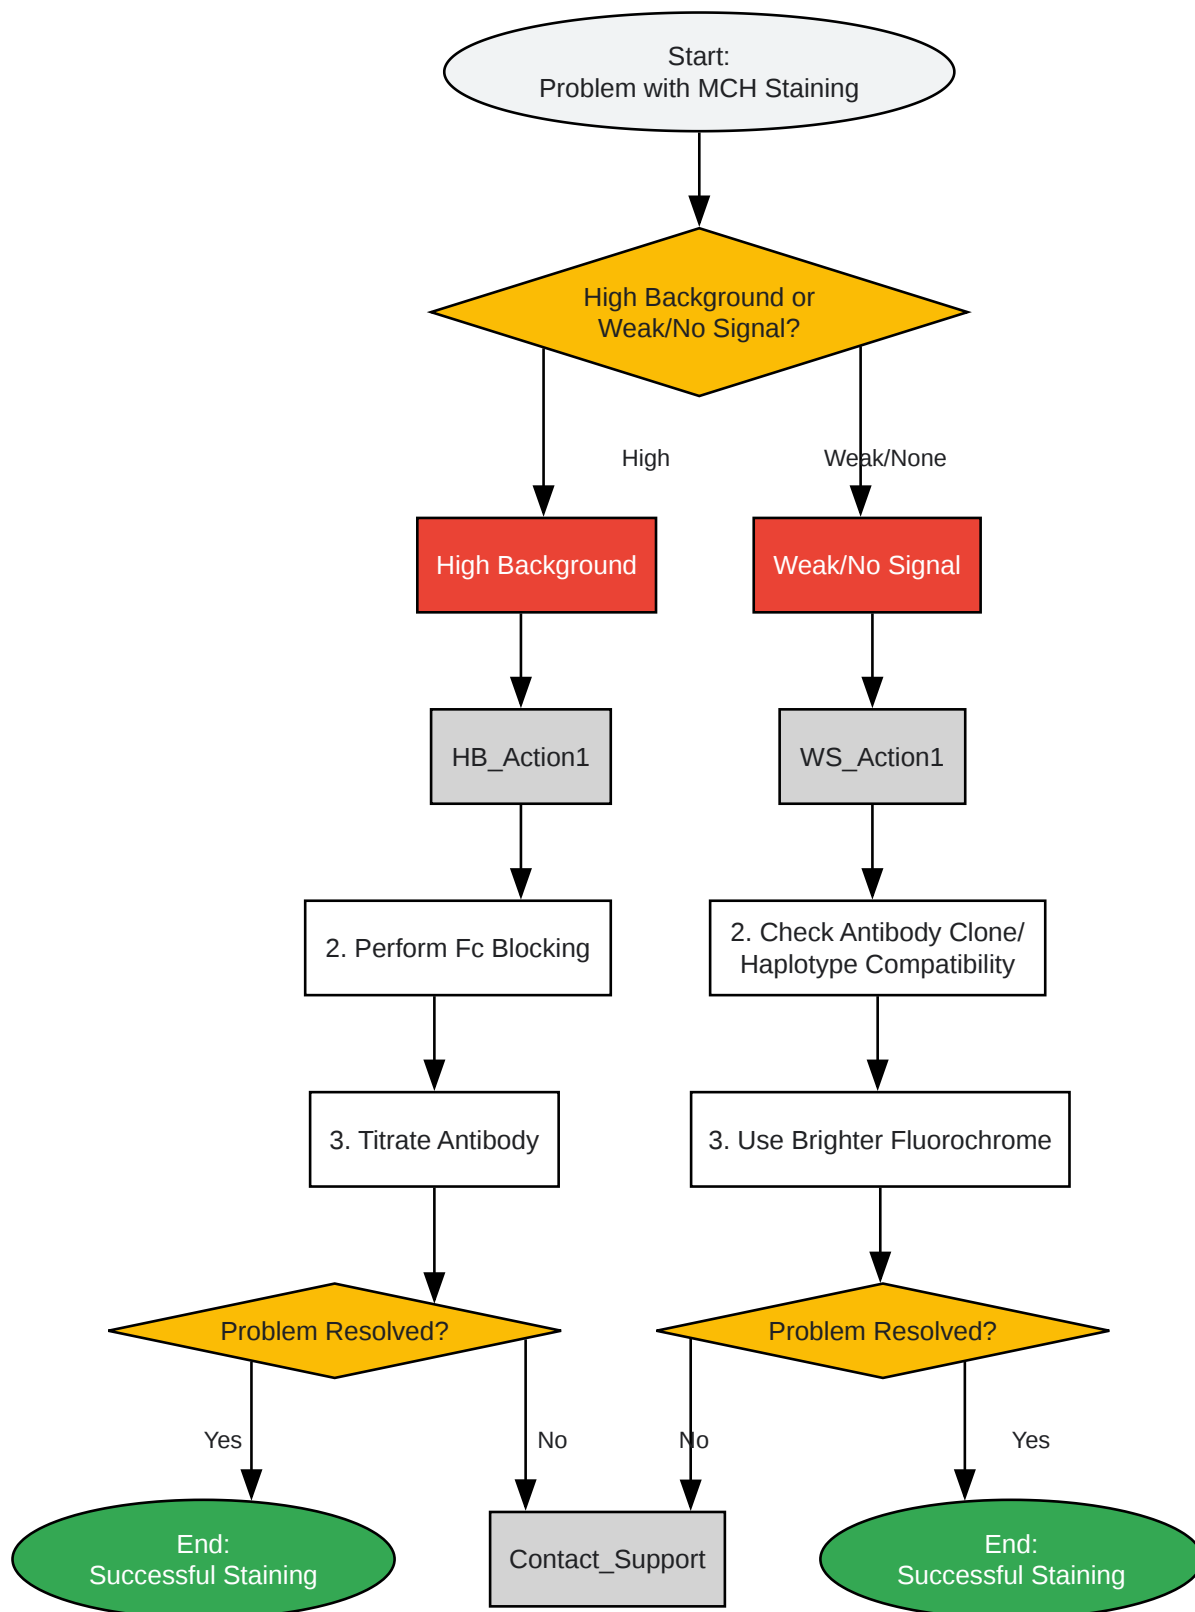 Start:
Problem with MCH Staining
High Background or
Weak/No Signal?
High
Weak/None
High Background
Weak/No Signal
HB_Action1
WS_Action1
2. Perform Fc Blocking
2. Check Antibody Clone/
Haplotype Compatibility
3. Titrate Antibody
3. Use Brighter Fluorochrome
Problem Resolved?
Problem Resolved?
Yes
No
No
Yes
End:
Successful Staining
Contact_Support
End:
Successful Staining